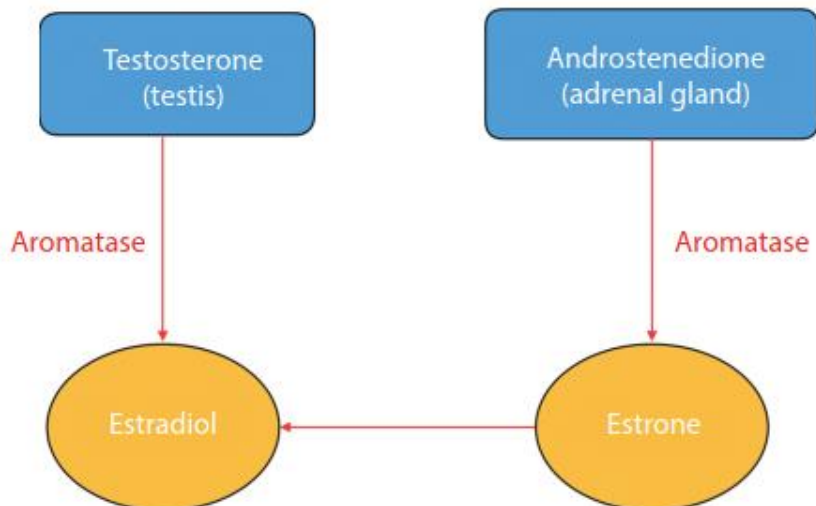 Testosterone
(testis)
Androstenedione
(adrenal gland)
Aromatase
Aromatase
Estradiol
Estrone